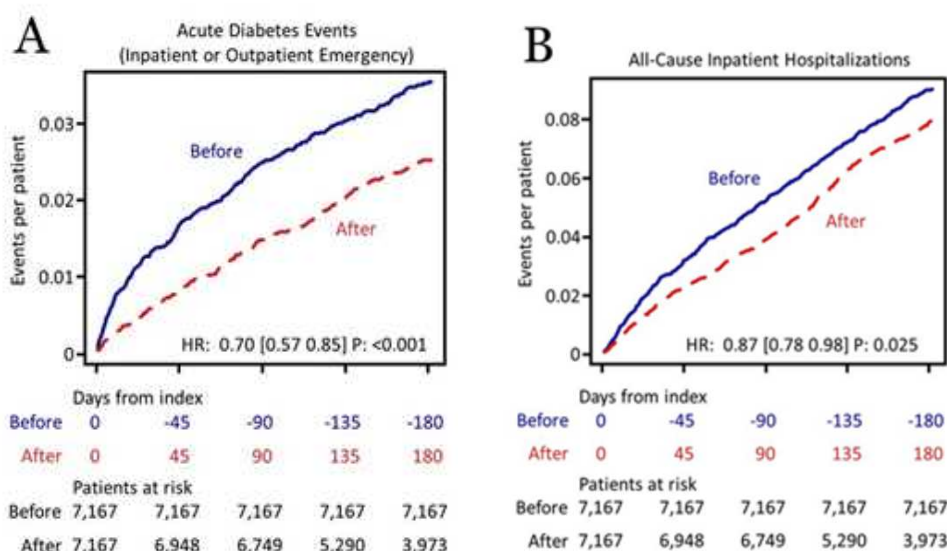 A
Acute Diabetes Events
(Inpatient or Outpatient Emergency)
Events per patient
0.03
0.02
0.01
0
Before
After
HR: 0.70 [0.57 0.85] P: <0.001
Days from index
Before 0 -45 -90 -135 -180
After 0 45 90 135 180
Patients at risk
Before 7,167 7,167 7,167 7,167 7,167
After 7,167 6,948 6,749 5,290 3,973
B
All-Cause Inpatient Hospitalizations
Events per patient
0.08
0.06
0.04
0.02
0
Before
After
HR: 0.87 [0.78 0.98] P: 0.025
Days from index
Before 0 -45 -90 -135 -180
After 0 45 90 135 180
Patients at risk
Before 7,167 7,167 7,167 7,167 7,167
After 7,167 6,948 6,749 5,290 3,973